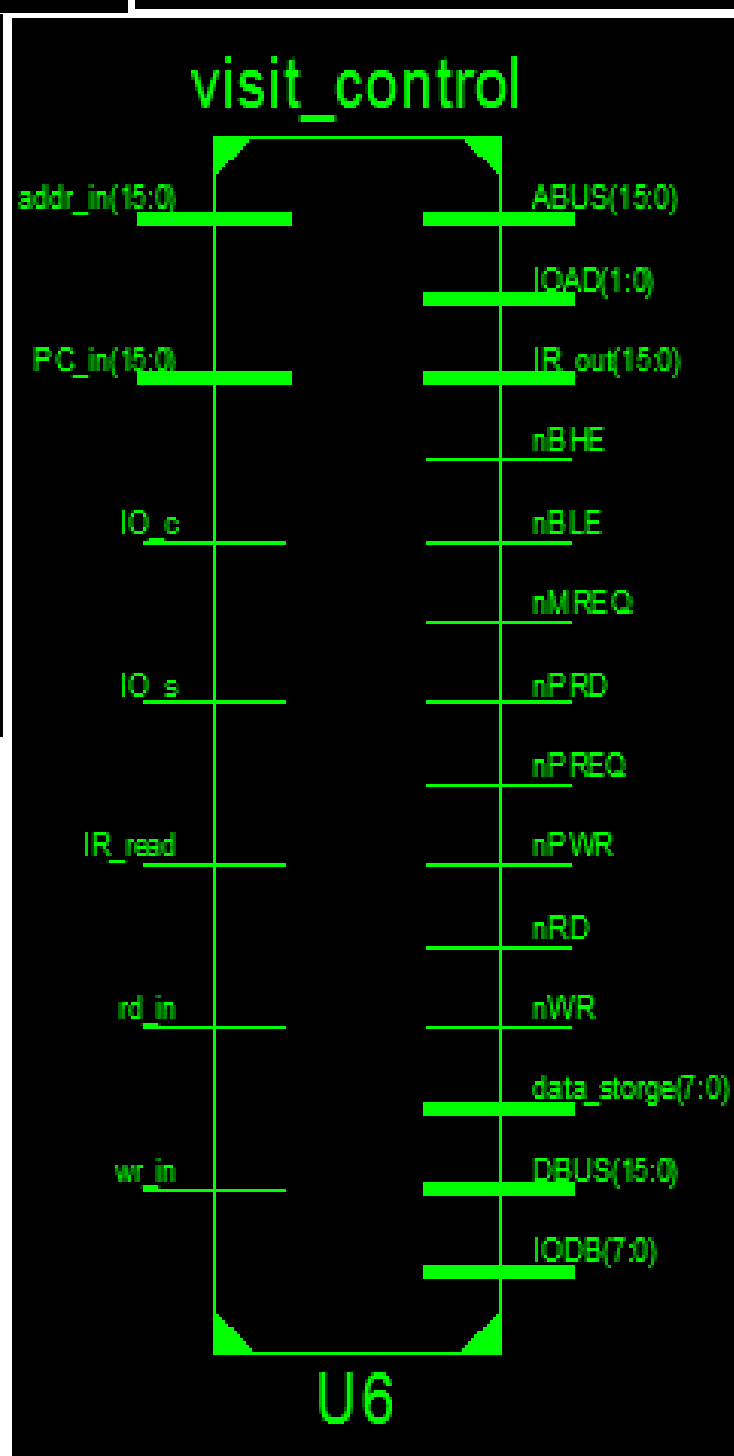 visit_control
addr_in(15:0) ABUS(15:0)
IOAD(1:0)
PC_in(15:0) IR_out(15:0)
nBHE
IO_c nBLE
nMREQ
IO_s nPRD
nPREQ
IR_read nPWR
nRD
rd_in nWR
data_storge(7:0)
wr_in DBUS(15:0)
IODB(7:0)
U6